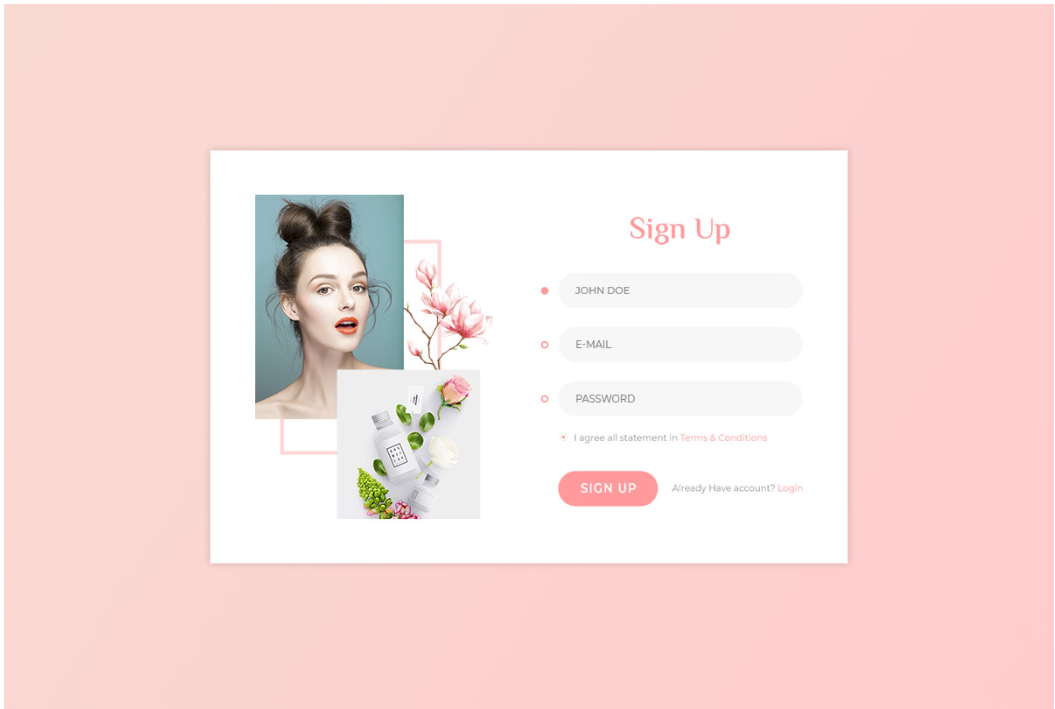 Sign Up
JOHN DOE
E-MAIL
PASSWORD
I agree all statement in Terms & Conditions
SIGN UP
Already Have account? Login